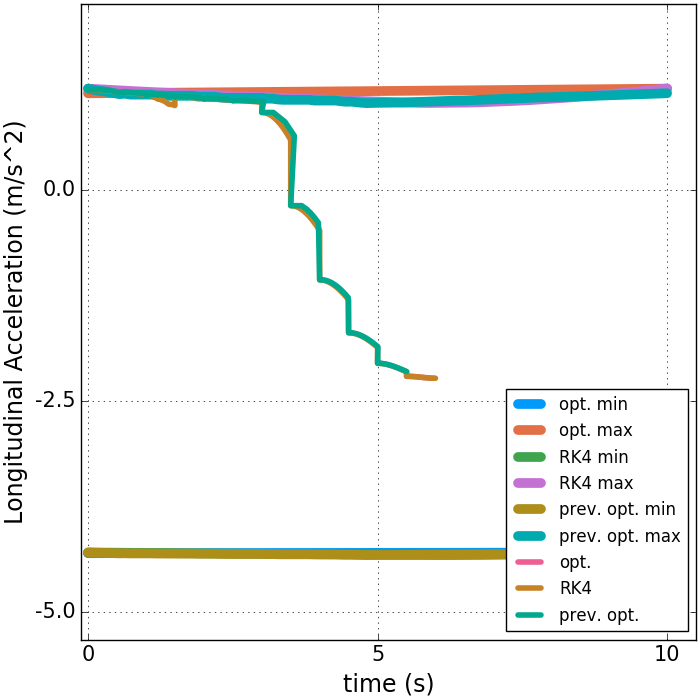 Longitudinal Acceleration (m/s^2)
0.0
-2.5
-5.0
0
5
10
time (s)
opt. min
opt. max
RK4 min
RK4 max
prev. opt. min
prev. opt. max
opt.
RK4
prev. opt.